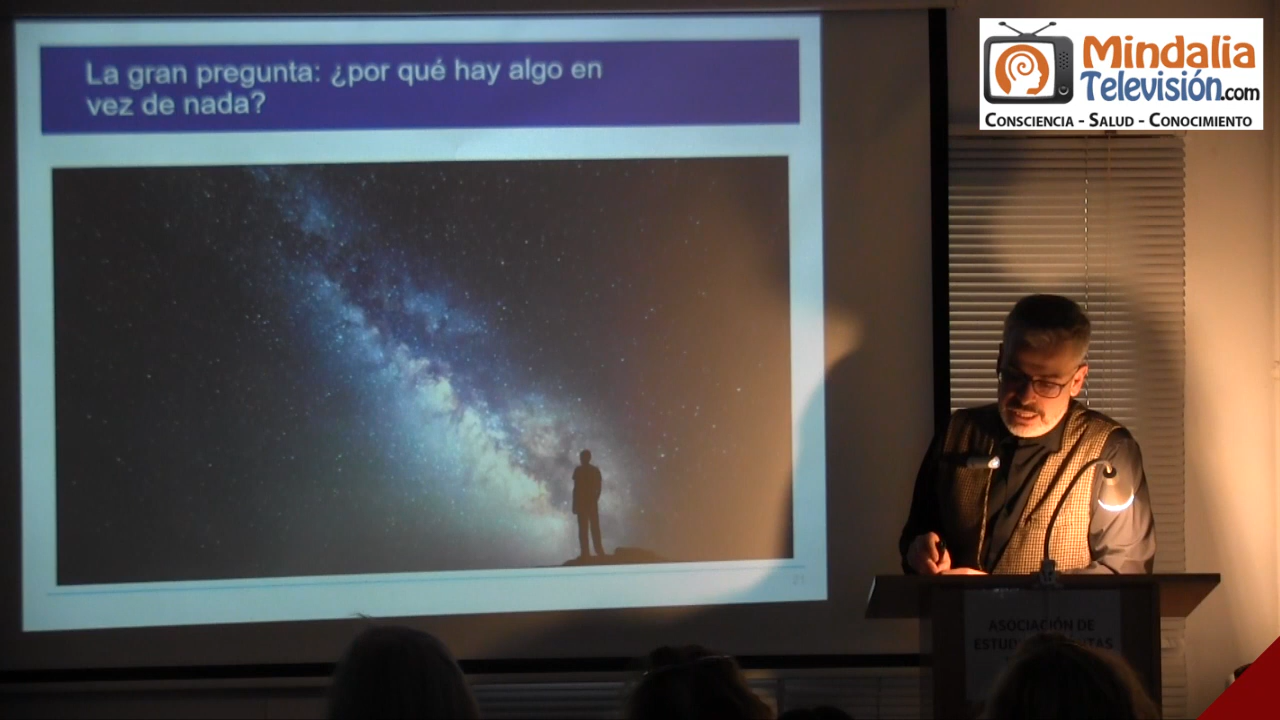 La gran pregunta: ¿por qué hay algo en
vez de nada?
21
Mindalia
Televisión.com
CONSCIENCIA - SALUD - CONOCIMIENTO
ASOCIACIÓN DE